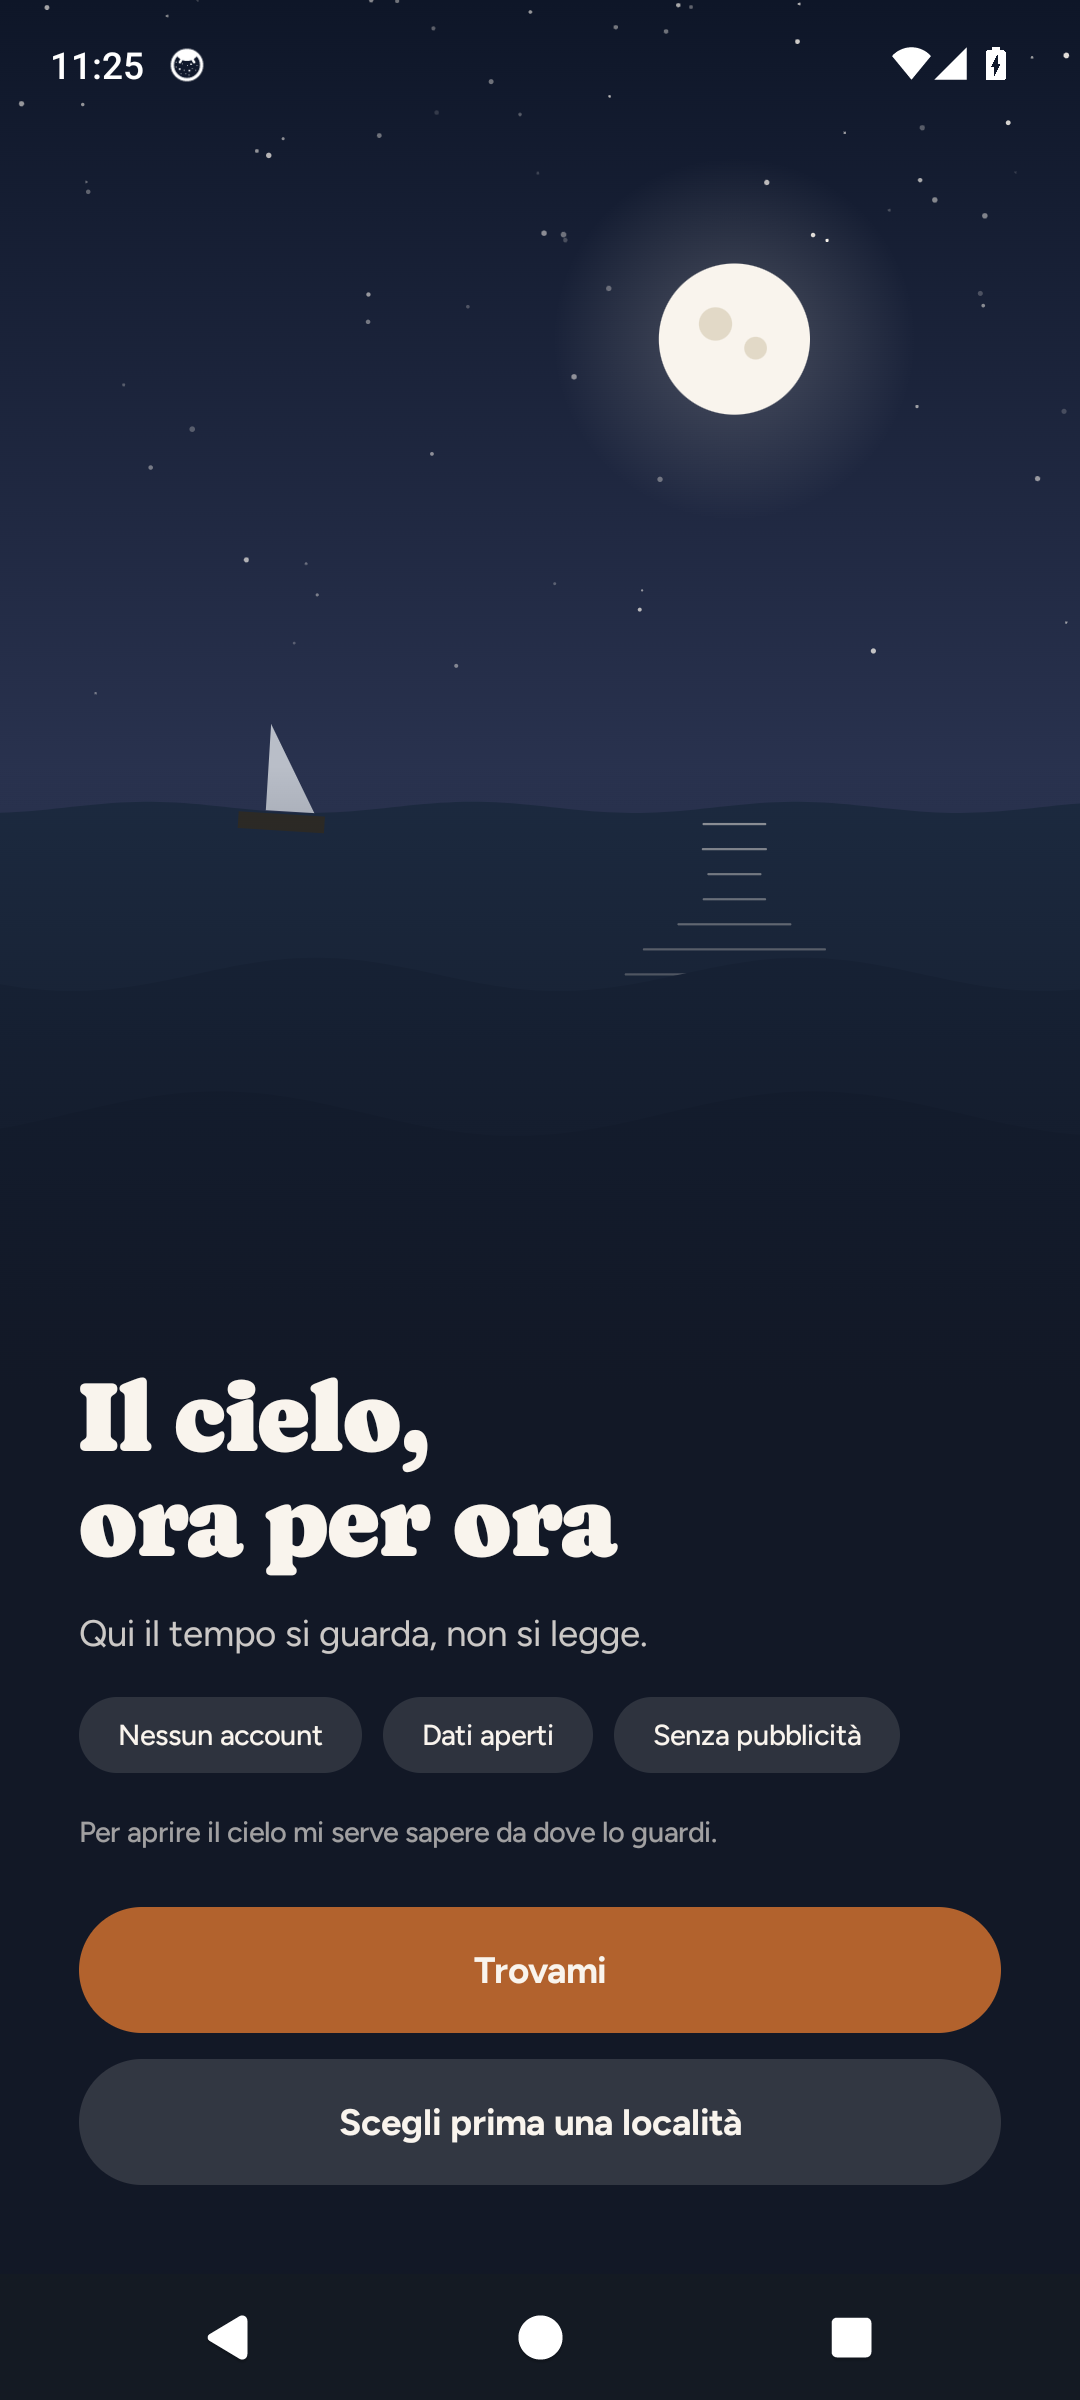 11:25
Il cielo,
ora per ora
Qui il tempo si guarda, non si legge.
Nessun account
Dati aperti
Senza pubblicità
Per aprire il cielo mi serve sapere da dove lo guardi.
Trovami
Scegli prima una località